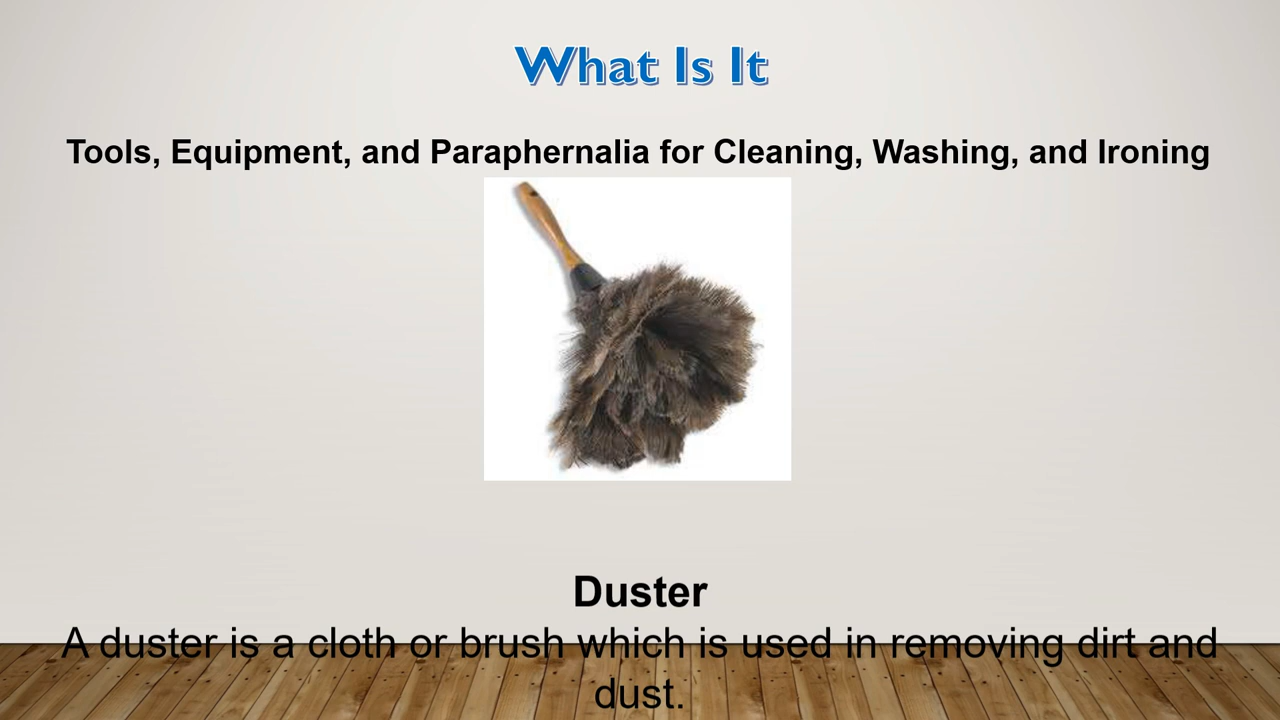 What Is It
Tools, Equipment, and Paraphernalia for Cleaning, Washing, and Ironing
Duster
A duster is a cloth or brush which is used in removing dirt and
dust.